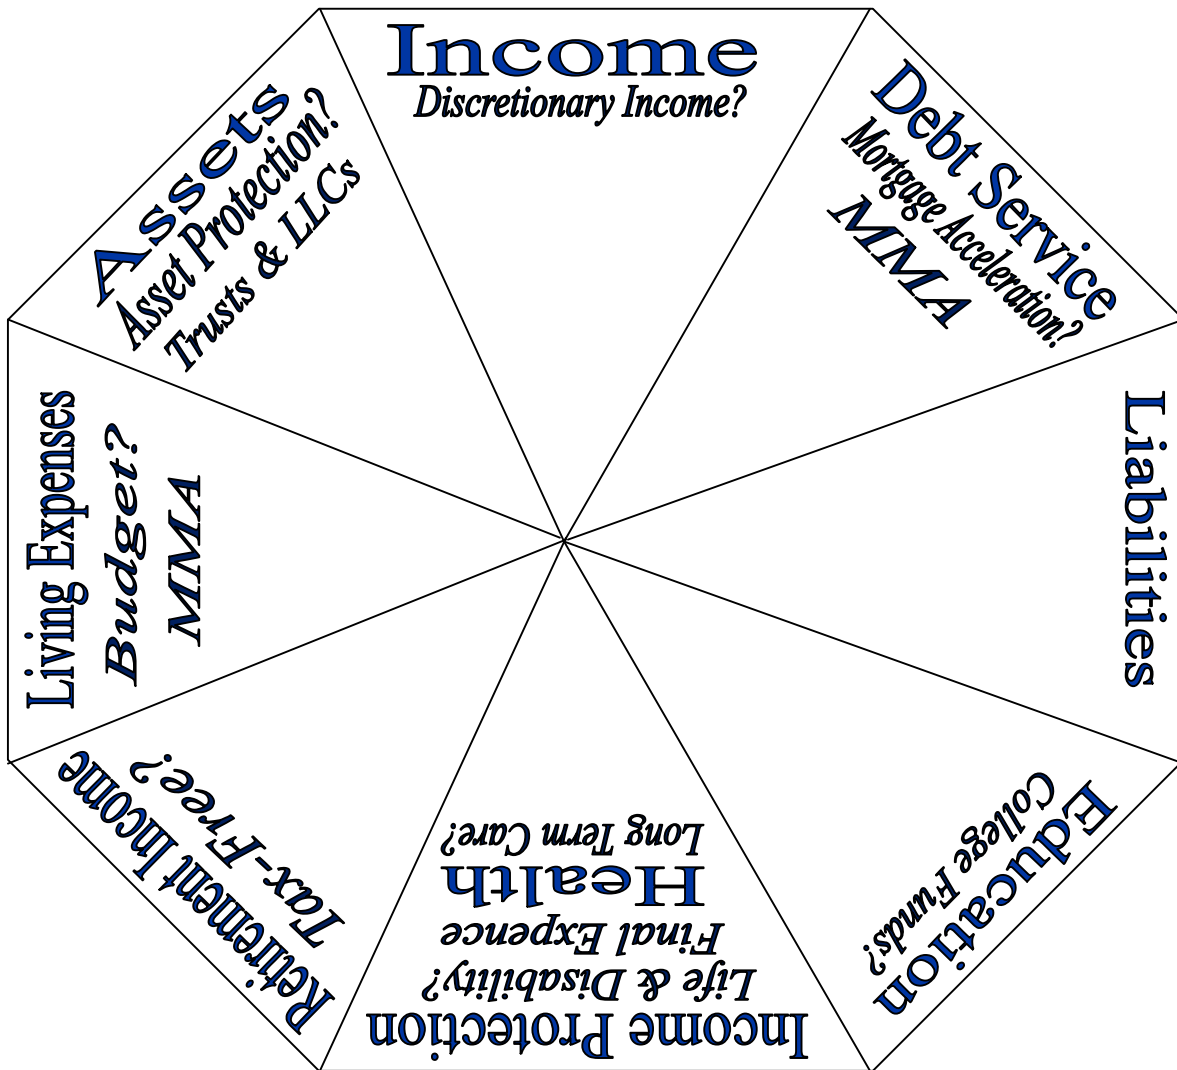 Income
Discretionary Income?
Debt Service
Mortgage Acceleration?
MMA
Liabilities
Education
College Funds?
Income Protection
Life & Disability?
Final Expence
Health
Long Term Care?
Retirement Income
Tax-Free?
Living Expenses
Budget?
MMA
Assets
Asset Protection?
Trusts & LLCs